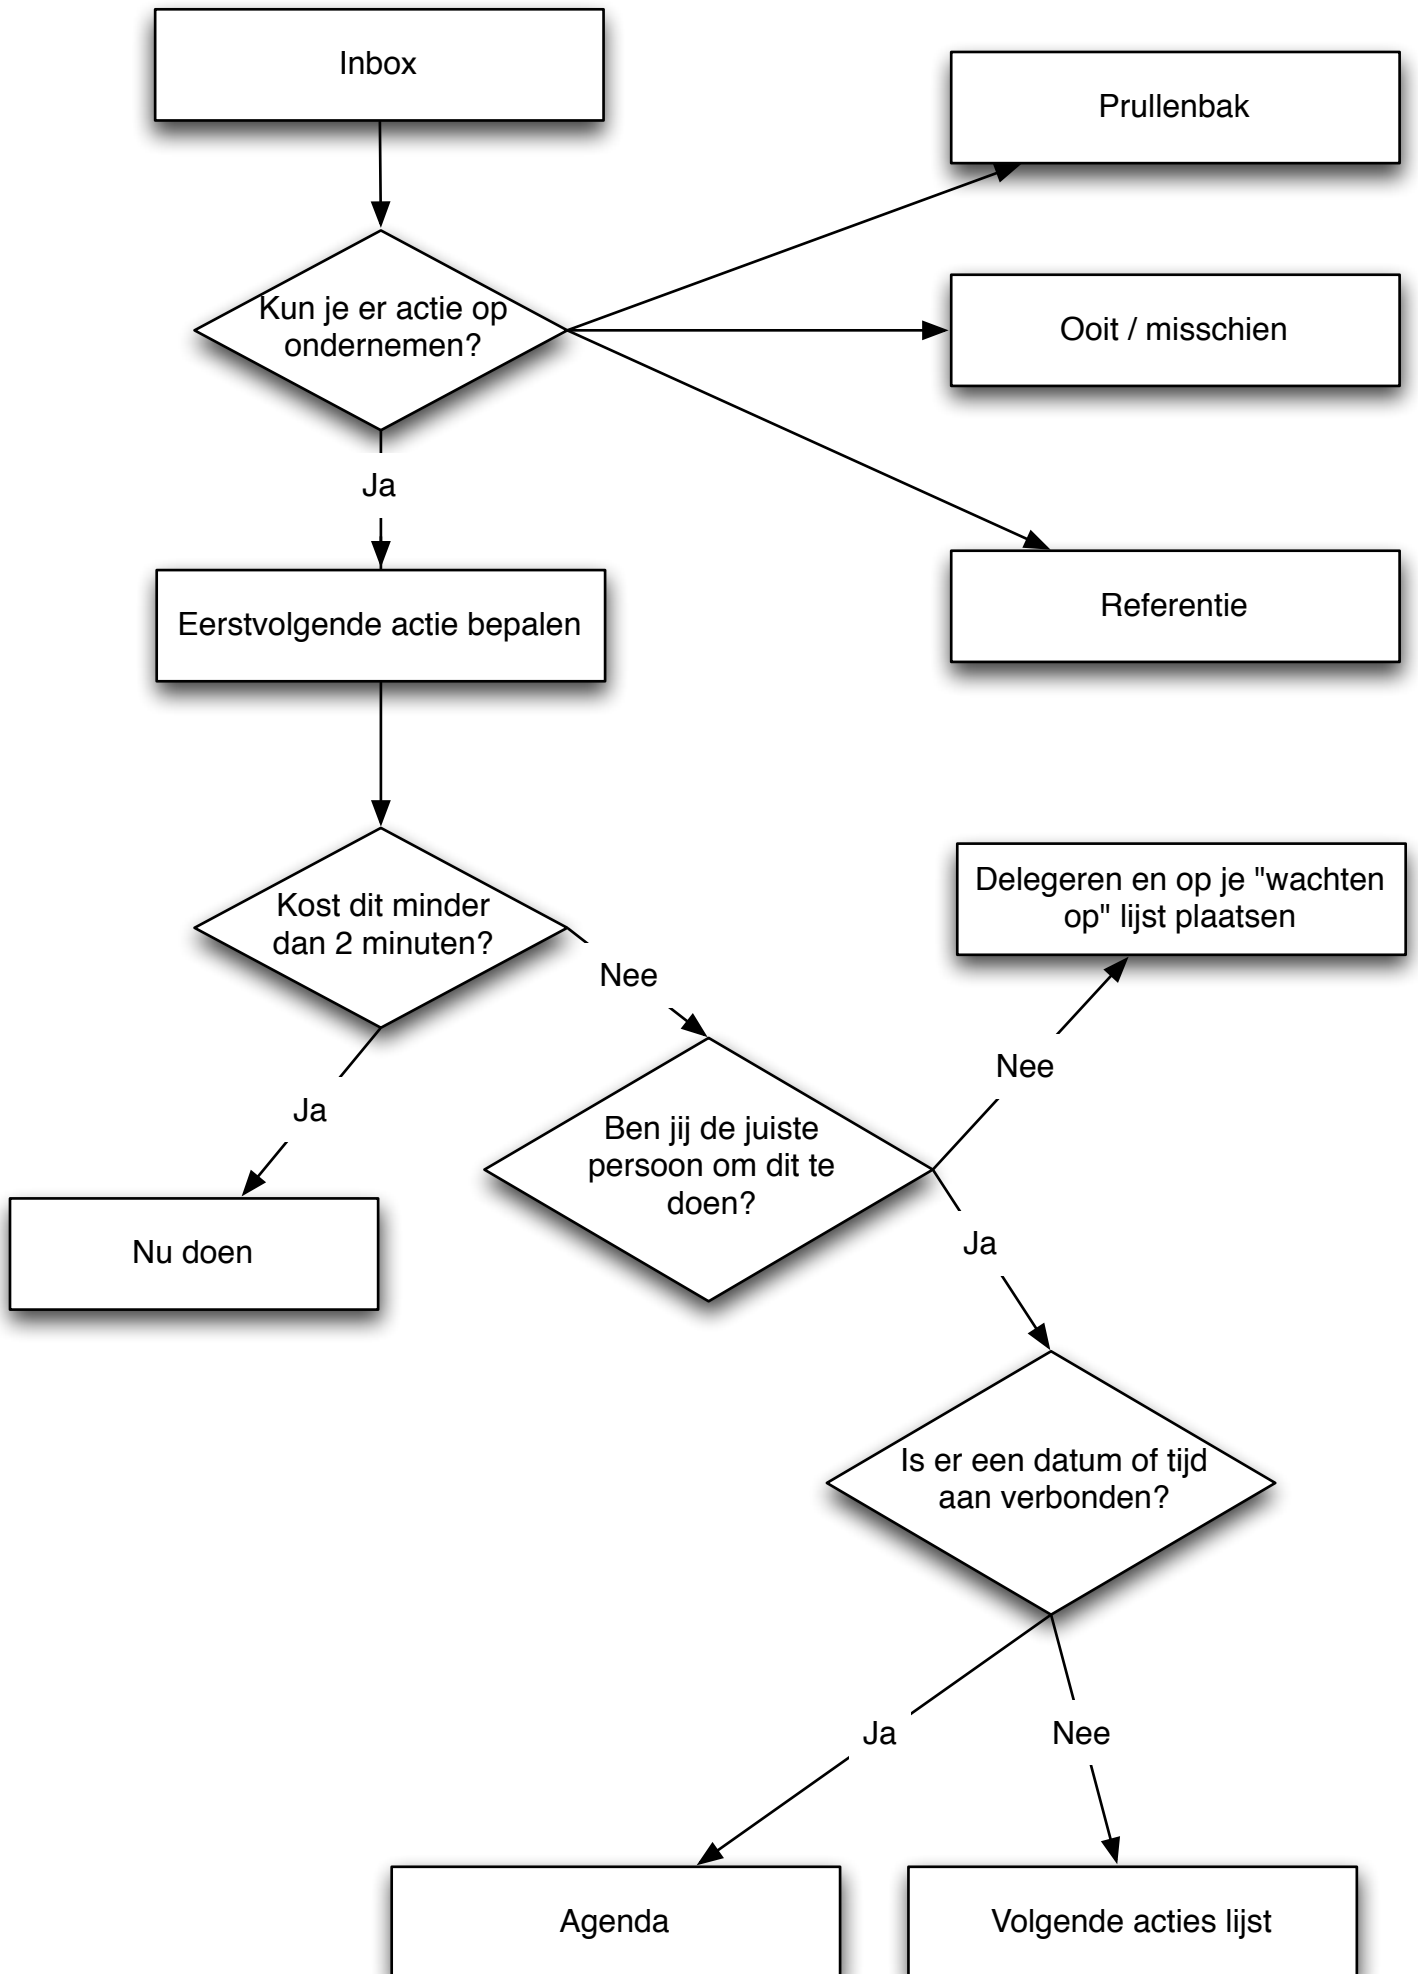 Inbox
Prullenbak
Kun je er actie op
ondernemen?
Ooit / misschien
Ja
Referentie
Eerstvolgende actie bepalen
Delegeren en op je "wachten
op" lijst plaatsen
Kost dit minder
dan 2 minuten?
Nee
Nee
Ja
Ben jij de juiste
persoon om dit te
doen?
Nu doen
Ja
Is er een datum of tijd
aan verbonden?
Ja
Nee
Agenda
Volgende acties lijst